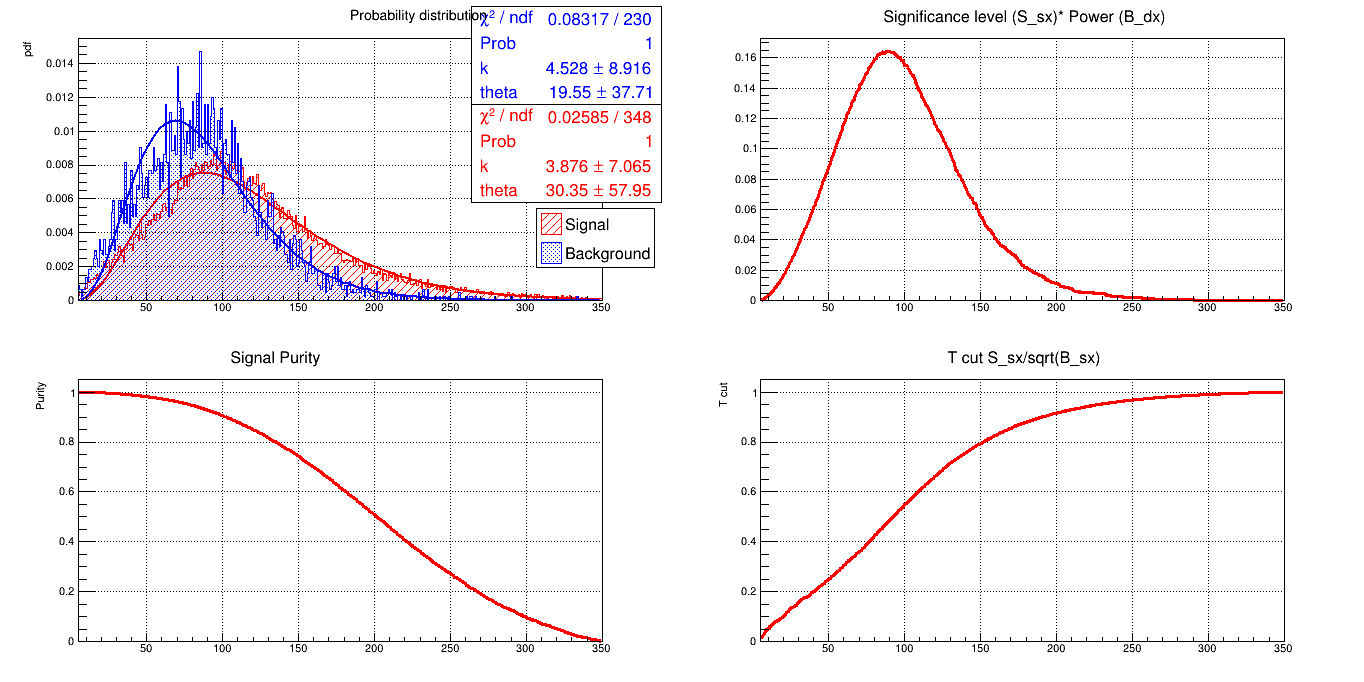 Probability distribution
χ² / ndf 0.08317 / 230
Prob 1
k 4.528 ± 8.916
theta 19.55 ± 37.71
χ² / ndf 0.02585 / 348
Prob 1
k 3.876 ± 7.065
theta 30.35 ± 57.95
Signal
Background
pdf
0.014
0.012
0.01
0.008
0.006
0.004
0.002
0
50 100 150 200 250 300 350
Significance level (S_sx)* Power (B_dx)
0.16
0.14
0.12
0.1
0.08
0.06
0.04
0.02
0
50 100 150 200 250 300 350
Signal Purity
Purity
1
0.8
0.6
0.4
0.2
0
50 100 150 200 250 300 350
T cut S_sx/sqrt(B_sx)
T cut
1
0.8
0.6
0.4
0.2
0
50 100 150 200 250 300 350